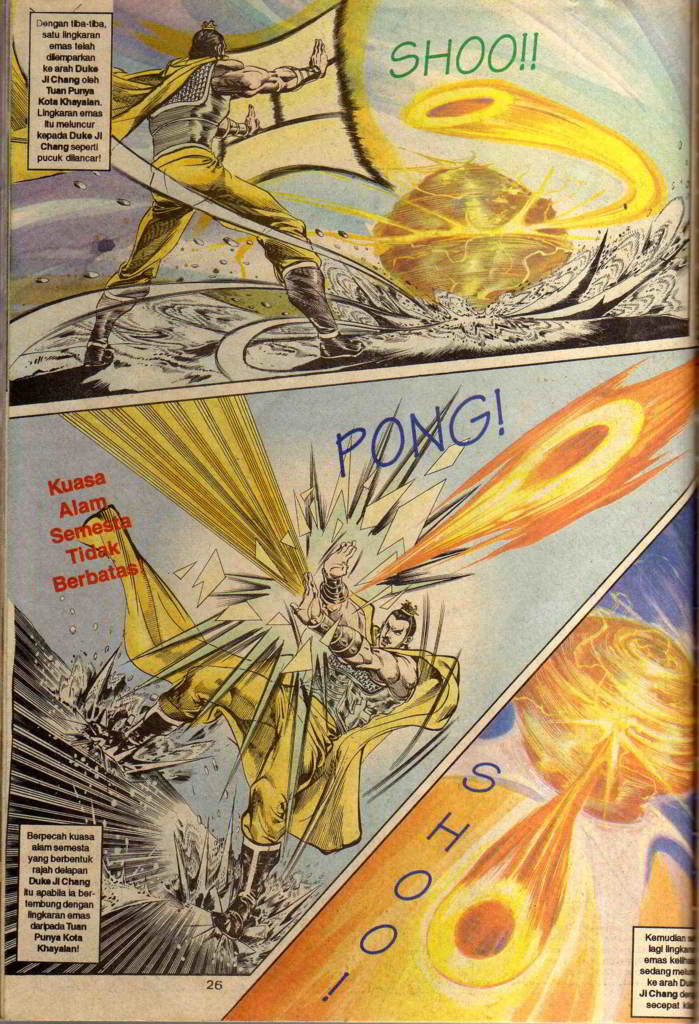 Dengan tiba-tiba,
satu lingkaran
emas telah
dilemparkan
ke arah Duke
Ji Chang oleh
Tuan Punya
Kota Khayalan.
Lingkaran emas
itu meluncur
kepada Duke Ji
Chang seperti
pucuk dilancar!
SHOO!!
PONG!
Kuasa
Alam
Semesta
Tidak
Berbatas
Berpecah kuasa
alam semesta
yang berbentuk
rajah delapan
Duke Ji Chang
itu apabila ia ber-
tembung dengan
lingkaran emas
daripada Tuan
Punya Kota
Khayalan!
SHOOO!
Kemudian
lagi
emas
sedang
ke arah
Ji Chang
secepat
26